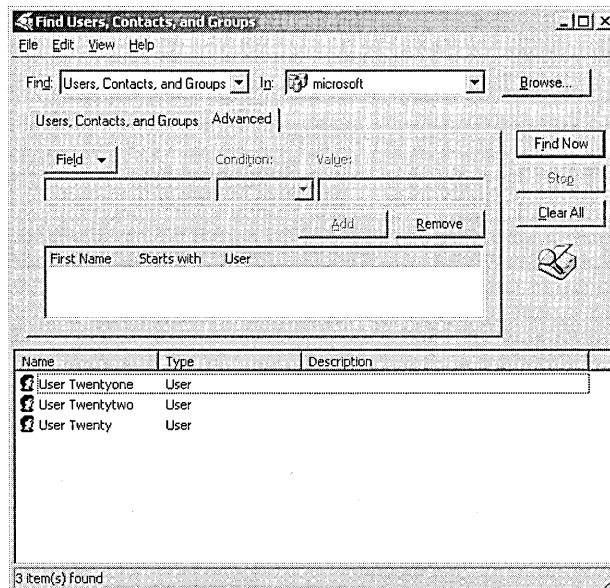 Find Users, Contacts, and Groups
File Edit View Help
Find: Users, Contacts, and Groups In: microsoft Browse...
Users, Contacts, and Groups Advanced
Find Now
Field Condition: Value:
Stop
Add Remove
Clear All
First Name Starts with User
Name Type Description
User Twentyone User
User Twentytwo User
User Twenty User
3 item(s) found